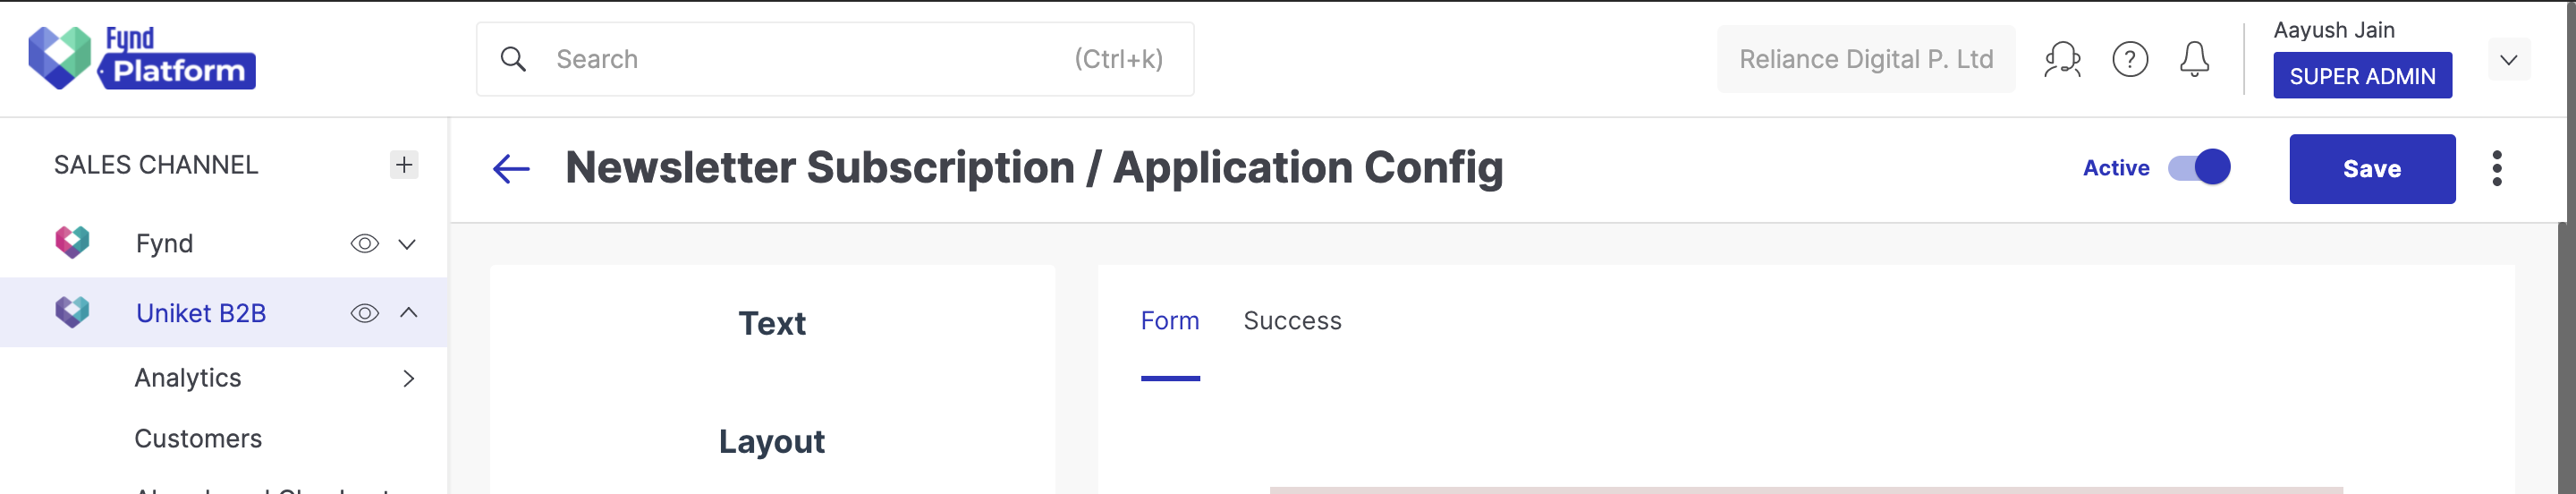 Fynd
Platform
Search (Ctrl+k)
Reliance Digital P. Ltd
?
Aayush Jain
SUPER ADMIN
SALES CHANNEL
+
Newsletter Subscription / Application Config
Active
Save
Fynd
Uniket B2B
Analytics
Customers
Text
Layout
Form
Success